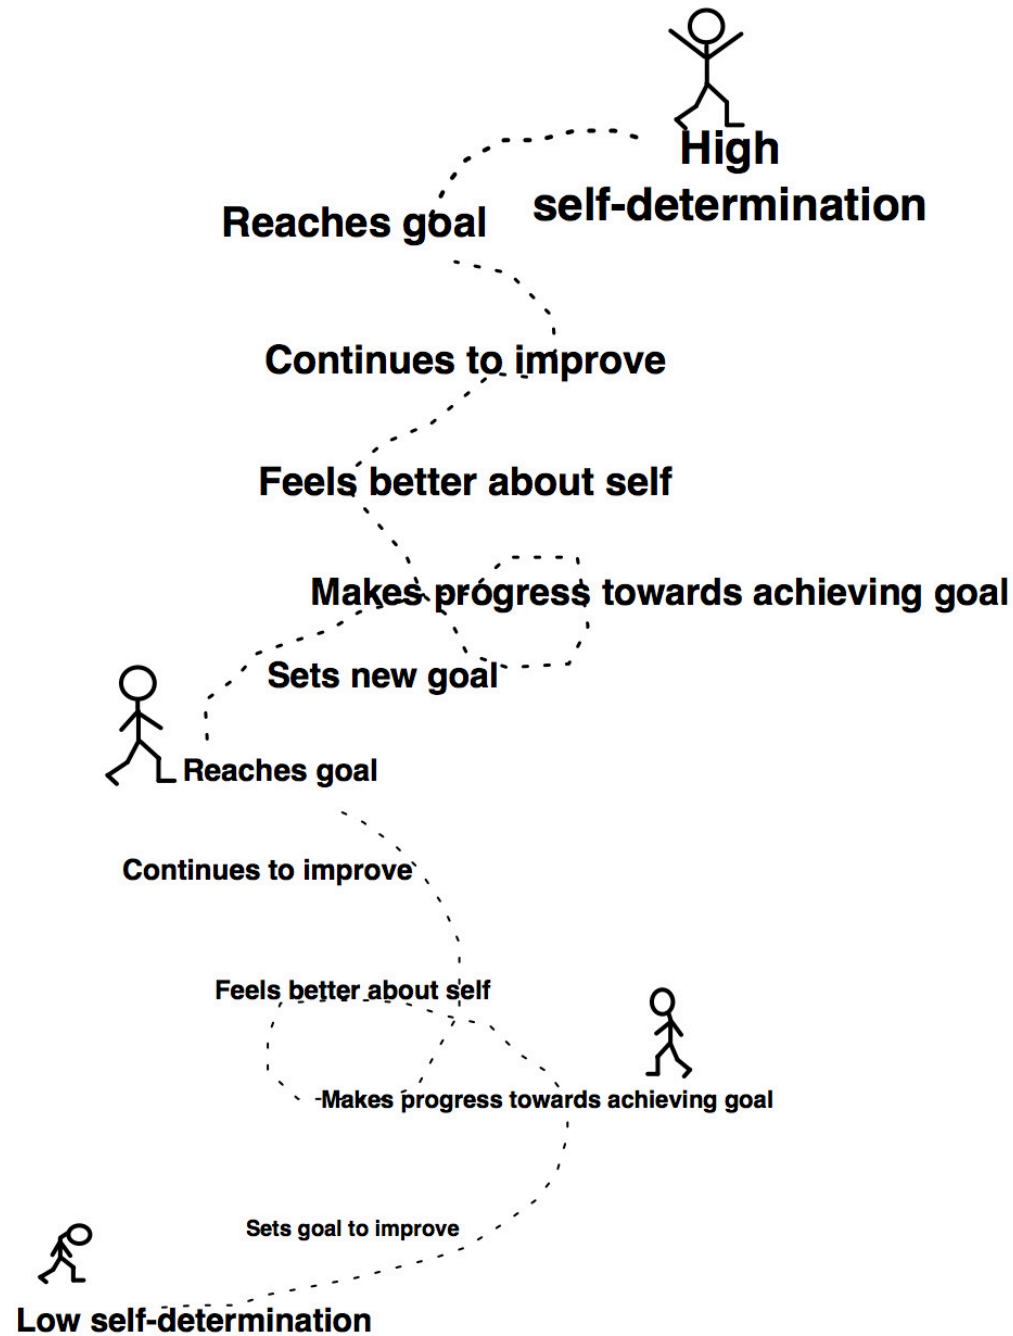 High
self-determination
Reaches goal
Continues to improve
Feels better about self
Makes progress towards achieving goal
Sets new goal
Reaches goal
Continues to improve
Feels better about self
Makes progress towards achieving goal
Sets goal to improve
Low self-determination